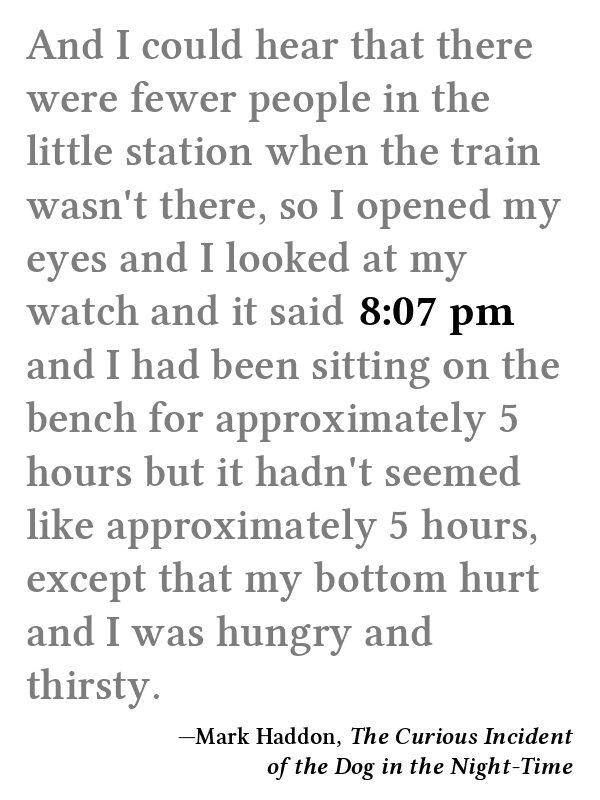 And I could hear that there
were fewer people in the
little station when the train
wasn't there, so I opened my
eyes and I looked at my
watch and it said 8:07 pm
and I had been sitting on the
bench for approximately 5
hours but it hadn't seemed
like approximately 5 hours,
except that my bottom hurt
and I was hungry and
thirsty.
—Mark Haddon, The Curious Incident
of the Dog in the Night-Time